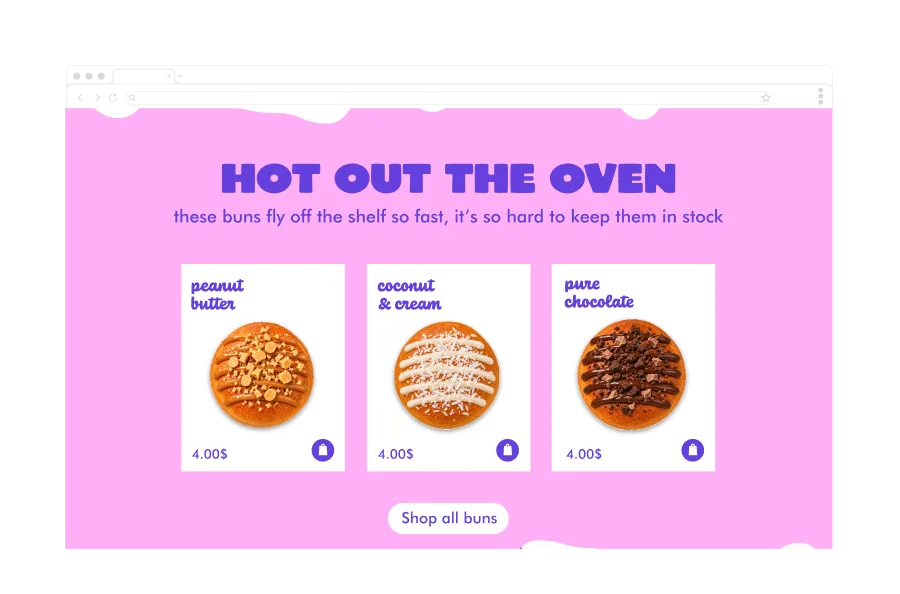 HOT OUT THE OVEN
these buns fly off the shelf so fast, it's so hard to keep them in stock
peanut
butter
4.00$
coconut
& cream
4.00$
pure
chocolate
4.00$
Shop all buns